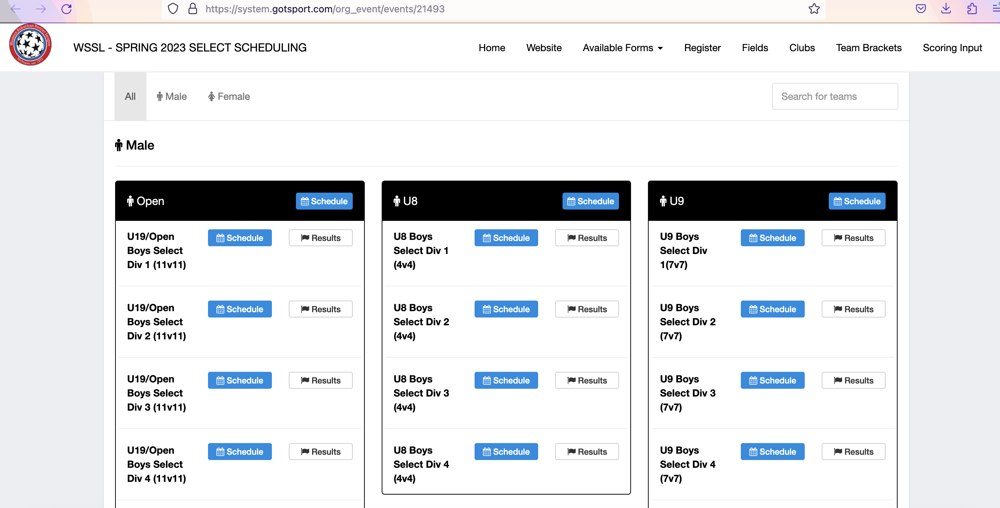 https://system.gotsport.com/org_event/events/21493
Western Suburban Soccer League
Michigan, est. 1972
WSSL - SPRING 2023 SELECT SCHEDULING
Home Website Available Forms Register Fields Clubs Team Brackets Scoring Input
All Male Female
Search for teams
Male
Open Schedule
U19/Open Schedule Results
Boys Select
Div 1 (11v11)
U19/Open Schedule Results
Boys Select
Div 2 (11v11)
U19/Open Schedule Results
Boys Select
Div 3 (11v11)
U19/Open Schedule Results
Boys Select
Div 4 (11v11)
U8 Schedule
U8 Boys Schedule Results
Select Div 1
(4v4)
U8 Boys Schedule Results
Select Div 2
(4v4)
U8 Boys Schedule Results
Select Div 3
(4v4)
U8 Boys Schedule Results
Select Div 4
(4v4)
U9 Schedule
U9 Boys Schedule Results
Select Div
1(7v7)
U9 Boys Schedule Results
Select Div 2
(7v7)
U9 Boys Schedule Results
Select Div 3
(7v7)
U9 Boys Schedule Results
Select Div 4
(7v7)